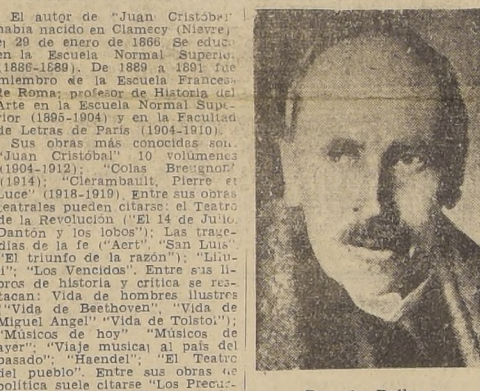 El autor de "Juan Cristóbal"
había nacido en Clamecy (Nievre)
el 29 de enero de 1866. Se educó
en la Escuela Normal Superior
(1886-1889). De 1889 a 1891 fue
miembro de la Escuela Francesa
de Roma; profesor de Historia del
Arte en la Escuela Normal Supe-
rior (1895-1904) y en la Facultad
de Letras de París (1904-1910).
Sus obras más conocidas son:
"Juan Cristóbal" 10 volúmenes
(1904-1912); "Colas Breugnon"
(1914); "Clerambault, Pierre et
Luce" (1918-1919). Entre sus obras
teatrales pueden citarse: el Teatro
de la Revolución ("El 14 de Julio,
Dantón y los lobos"); Las trage-
dias de la fe ("Aert", "San Luis",
"El triunfo de la razón"); "Lilu-
li"; "Los Vencidos". Entre sus li-
bros de historia y crítica se res-
tacan: Vida de hombres ilustres
("Vida de Beethoven", "Vida de
Miguel Angel" "Vida de Tolstoi");
"Músicos de hoy" "Músicos de
ayer"; "Viaje musical al país del
pasado"; "Haendel"; "El Teatro
del pueblo". Entre sus obras de
política suele citarse "Los Precur-